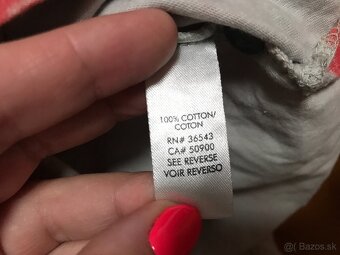 100% COTTON/
COTON
RN# 36543
CA# 50900
SEE REVERSE
VOIR REVERSO
Bazos.sk